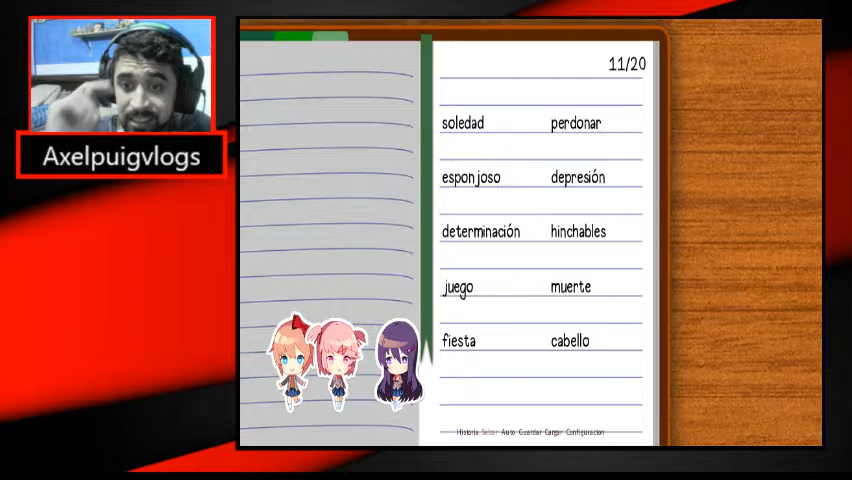 11/20
soledad perdonar
esponjoso depresión
determinación hinchables
juego muerte
fiesta cabello
Historia Saltar Auto Guardar Cargar Configuración
Axelpuigvlogs